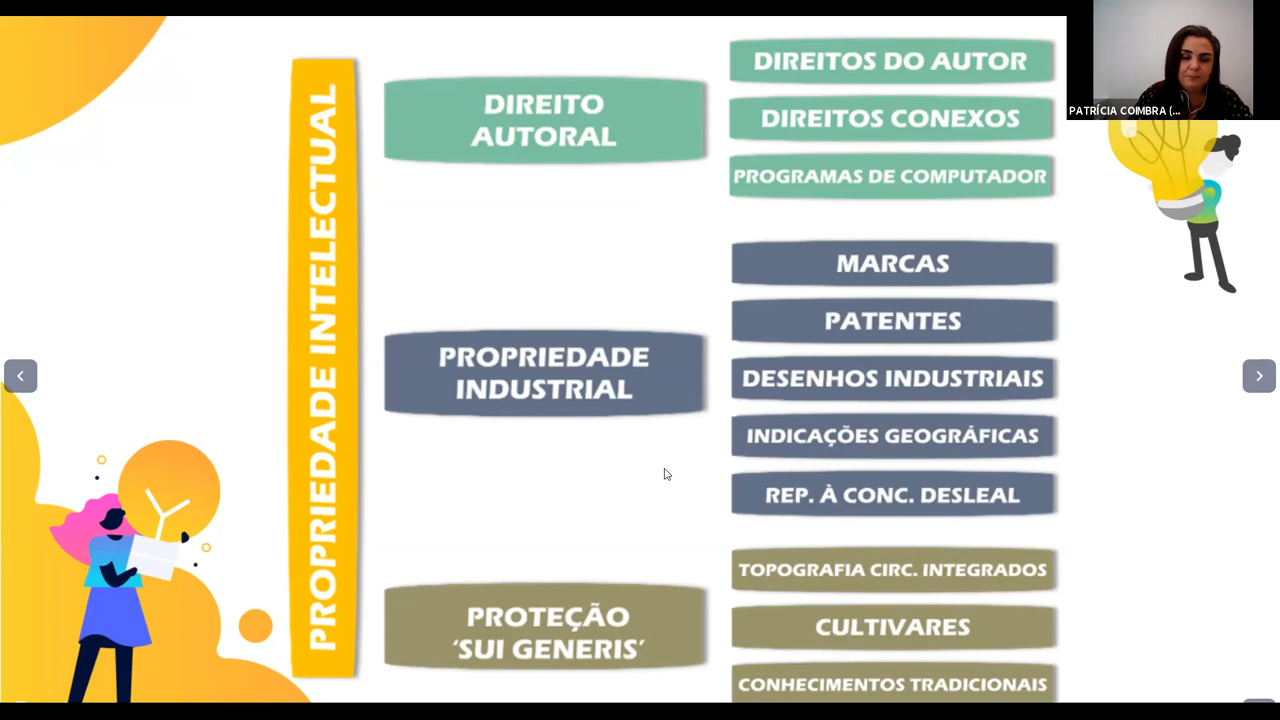 PROPRIEDADE INTELECTUAL
DIREITO
AUTORAL
DIREITOS DO AUTOR
DIREITOS CONEXOS
PROGRAMAS DE COMPUTADOR
PROPRIEDADE
INDUSTRIAL
MARCAS
PATENTES
DESENHOS INDUSTRIAIS
INDICAÇÕES GEOGRÁFICAS
REP. À CONC. DESLEAL
PROTEÇÃO
‘SUI GENERIS’
TOPOGRAFIA CIRC. INTEGRADOS
CULTIVARES
CONHECIMENTOS TRADICIONAIS
PATRÍCIA COIMBRA (...